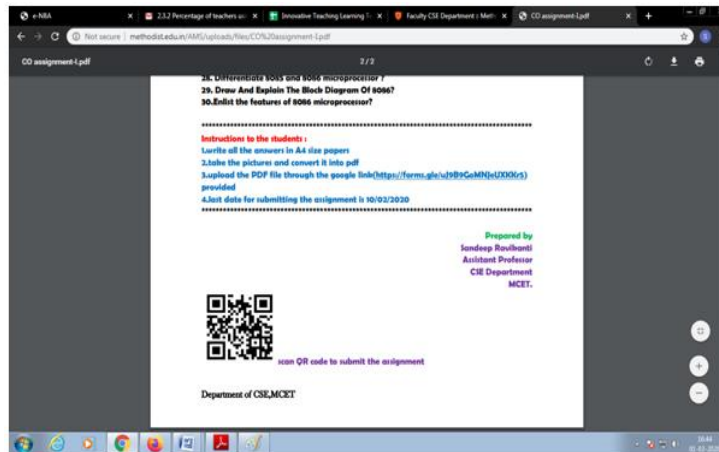 e-NBA
2.3.2 Percentage of teachers us
Innovative Teaching Learning
Faculty CSE Department : Meth
CO assignment-I.pdf
Not secure | methodist.edu.in/AMS/uploads/files/CO%20assignment-I.pdf
CO assignment-I.pdf
2 / 2
28. Differentiate 8085 and 8086 microprocessor ?
29. Draw And Explain The Block Diagram Of 8086?
30.Enlist the features of 8086 microprocessor?
Instructions to the students :
1.write all the answers in A4 size papers
2.take the pictures and convert it into pdf
3.upload the PDF file through the google link(https://forms.gle/uJ9B9GoMNJoUXKKr5)
provided
4.last date for submitting the assignment is 10/02/2020
Prepared by
Sandeep Ravikanti
Assistant Professor
CSE Department
MCET.
scan QR code to submit the assignment
Department of CSE,MCET
16:44